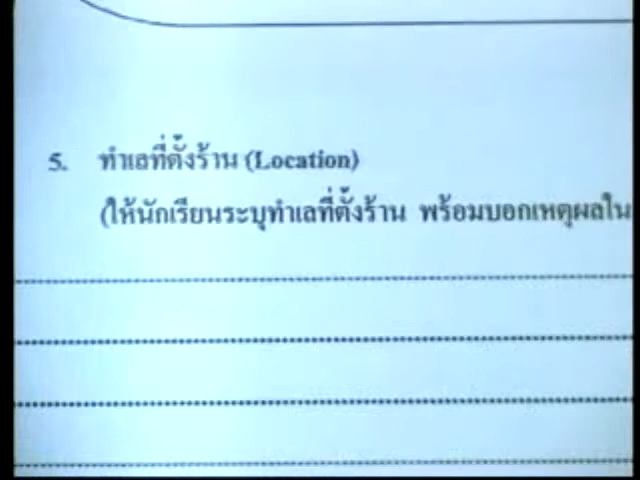 5. ทำเลที่ตั้งร้าน (Location)
(ให้นักเรียนระบุทำเลที่ตั้งร้าน พร้อมบอกเหตุผลใน